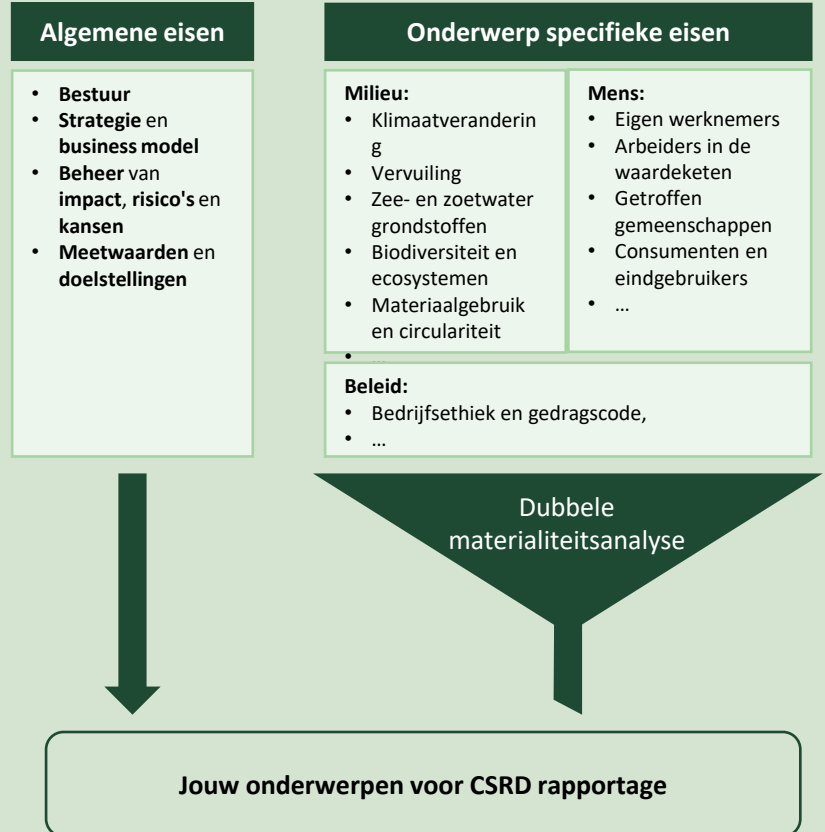 Algemene eisen
• Bestuur
• Strategie en
business model
• Beheer van
impact, risico's en
kansen
• Meetwaarden en
doelstellingen
Onderwerp specifieke eisen
Milieu:
• Klimaatveranderin
g
• Vervuiling
• Zee- en zoetwater
grondstoffen
• Biodiversiteit en
ecosystemen
• Materiaalgebruik
en circulariteit
• ...
Mens:
• Eigen werknemers
• Arbeiders in de
waardeketen
• Getroffen
gemeenschappen
• Consumenten en
eindgebruikers
• ...
Beleid:
• Bedrijfsethiek en gedragscode,
• ...
Dubbele
materialiteitsanalyse
Jouw onderwerpen voor CSRD rapportage